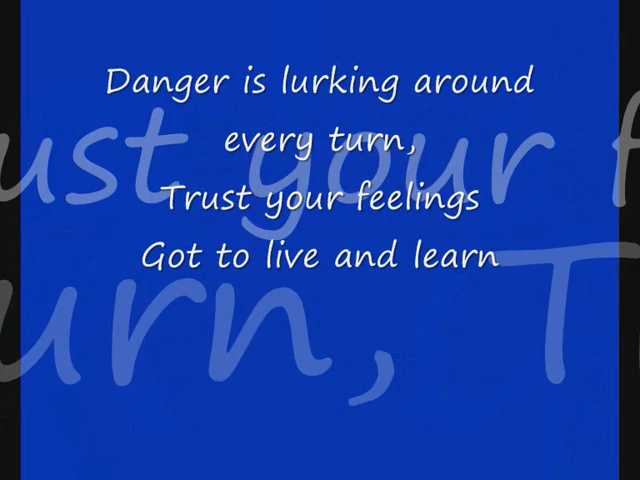 Danger is lurking around
every turn,
Trust your feelings
Got to live and learn
ust your f
urn, T